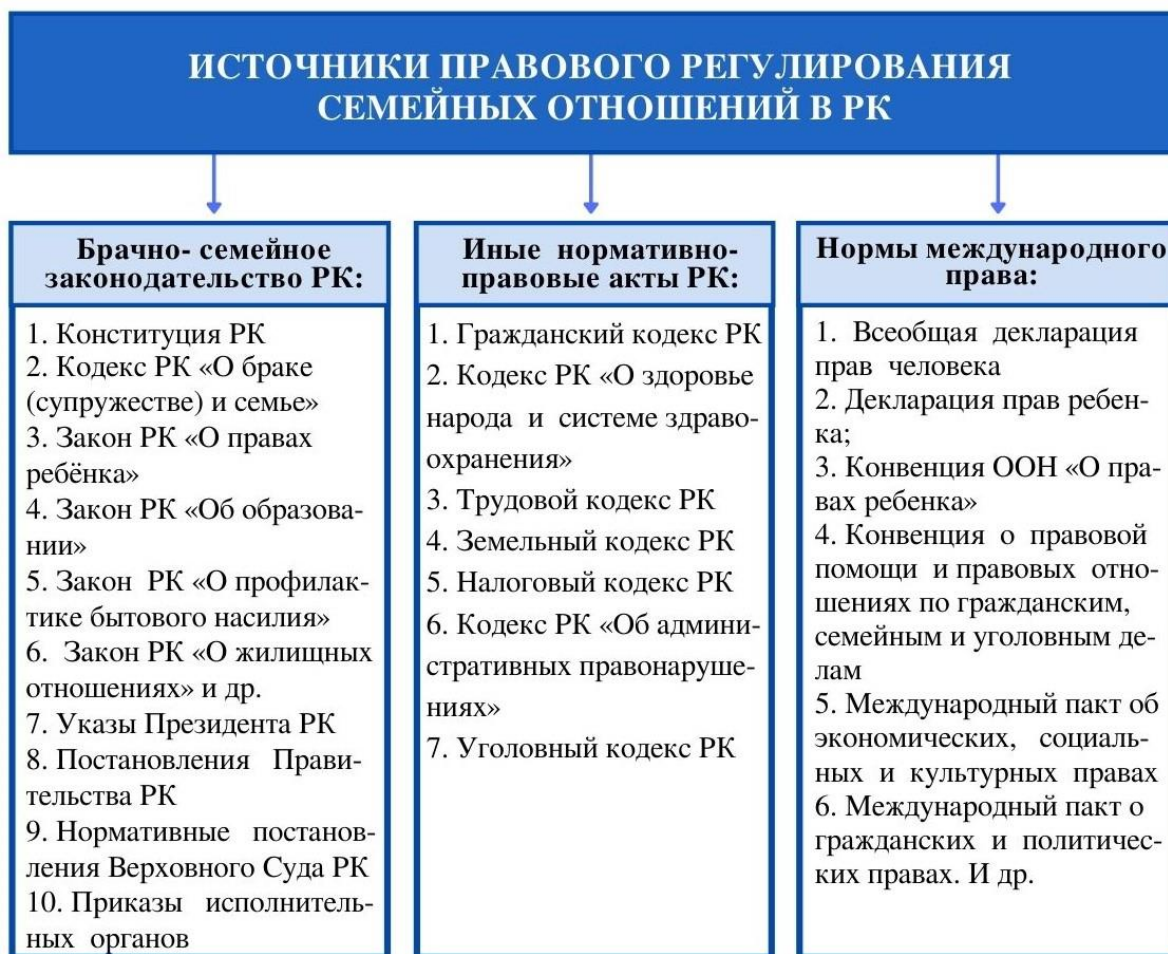 ИСТОЧНИКИ ПРАВОВОГО РЕГУЛИРОВАНИЯ
СЕМЕЙНЫХ ОТНОШЕНИЙ В РК
Брачно- семейное
законодательство РК:
1. Конституция РК
2. Кодекс РК «О браке
(супружестве) и семье»
3. Закон РК «О правах
ребёнка»
4. Закон РК «Об образова-
нии»
5. Закон РК «О профилак-
тике бытового насилия»
6. Закон РК «О жилищных
отношениях» и др.
7. Указы Президента РК
8. Постановления Прави-
тельства РК
9. Нормативные постанов-
ления Верховного Суда РК
10. Приказы исполнитель-
ных органов
Иные нормативно-
правовые акты РК:
1. Гражданский кодекс РК
2. Кодекс РК «О здоровье
народа и системе здраво-
охранения»
3. Трудовой кодекс РК
4. Земельный кодекс РК
5. Налоговый кодекс РК
6. Кодекс РК «Об админи-
стративных правонаруше-
ниях»
7. Уголовный кодекс РК
Нормы международного
права:
1. Всеобщая декларация
прав человека
2. Декларация прав ребен-
ка;
3. Конвенция ООН «О пра-
вах ребенка»
4. Конвенция о правовой
помощи и правовых отно-
шениях по гражданским,
семейным и уголовным де-
лам
5. Международный пакт об
экономических, социаль-
ных и культурных правах
6. Международный пакт о
гражданских и политичес-
ких правах. И др.